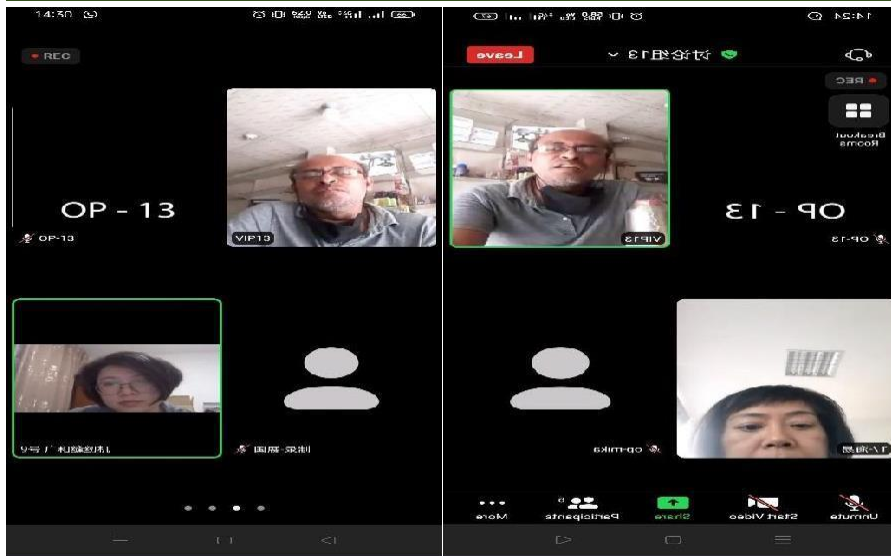 14:30
REC
OP - 13
OP-13
VIP13
14:24
Leave
讨论组13
REC
Breakout
Rooms
OP - 13
OP-13
VIP13
op-mika
Unmute
Start Video
Share
Participants
More